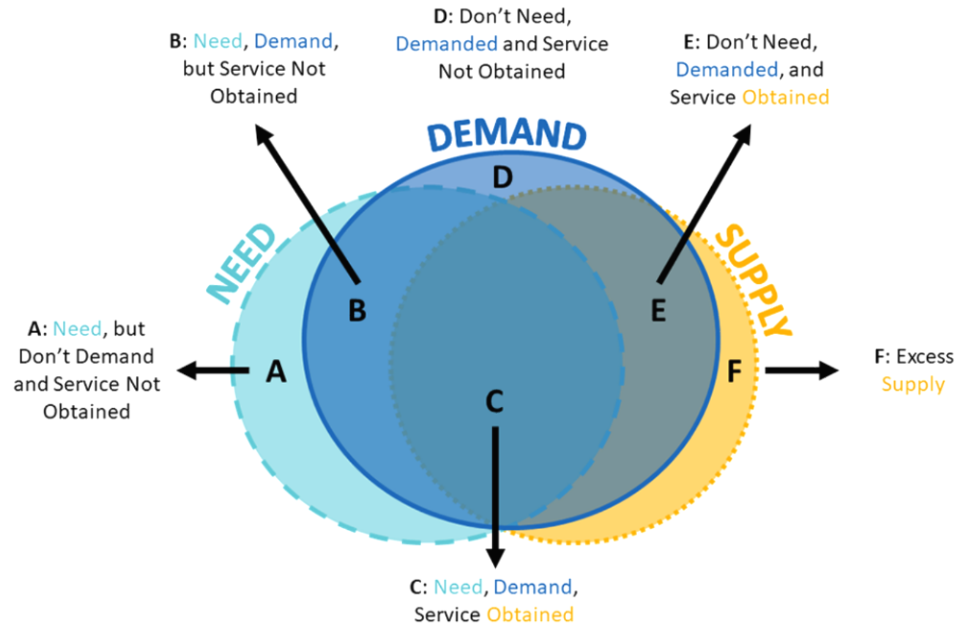 D: Don't Need,
Demanded and Service
Not Obtained
B: Need, Demand,
but Service Not
Obtained
E: Don't Need,
Demanded, and
Service Obtained
DEMAND
NEED
SUPPLY
D
B
E
A
F
C
A: Need, but
Don't Demand
and Service Not
Obtained
F: Excess
Supply
C: Need, Demand,
Service Obtained